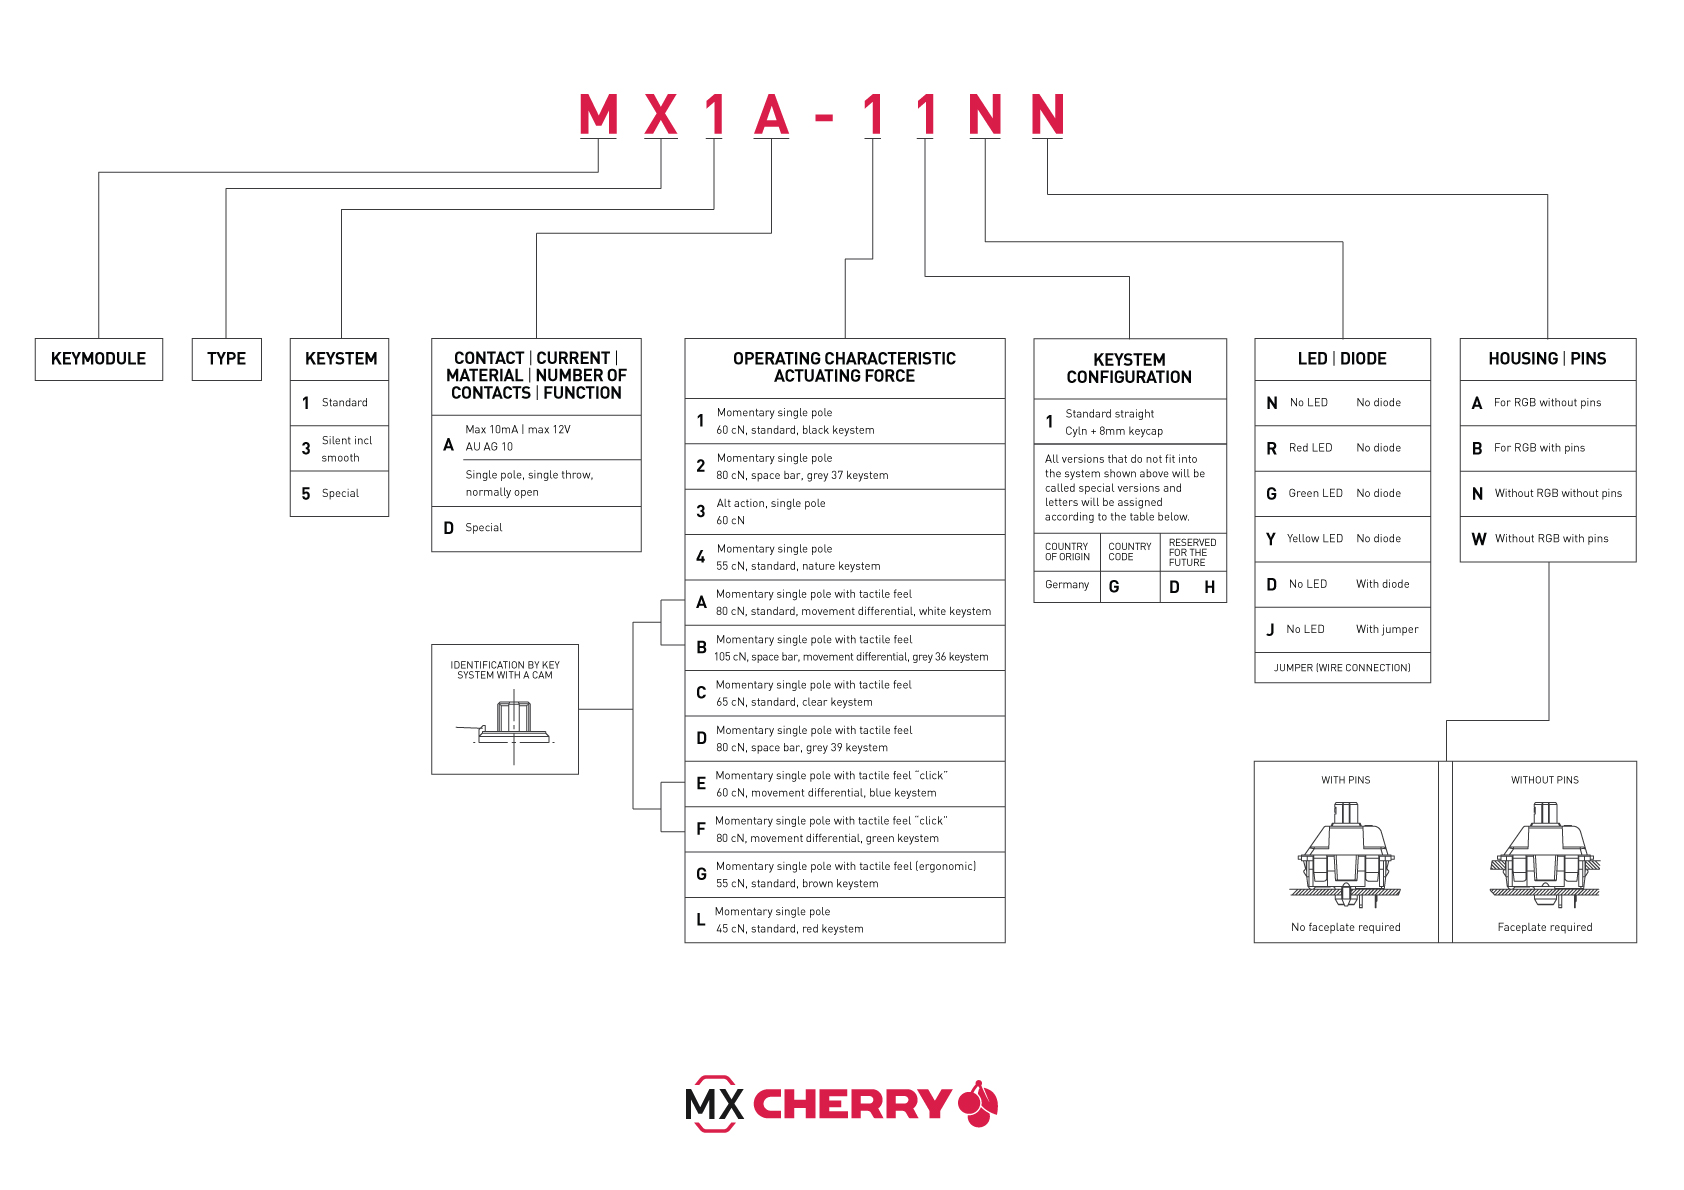 MX1A-11NN
KEYMODULE
TYPE
KEYSTEM
1 Standard
3 Silent incl
smooth
5 Special
CONTACT | CURRENT |
MATERIAL | NUMBER OF
CONTACTS | FUNCTION
A Max 10mA | max 12V
AU AG 10
Single pole, single throw,
normally open
D Special
IDENTIFICATION BY KEY
SYSTEM WITH A CAM
OPERATING CHARACTERISTIC
ACTUATING FORCE
1 Momentary single pole
60 cN, standard, black keystem
2 Momentary single pole
80 cN, space bar, grey 37 keystem
3 Alt action, single pole
60 cN
4 Momentary single pole
55 cN, standard, nature keystem
A Momentary single pole with tactile feel
80 cN, standard, movement differential, white keystem
B Momentary single pole with tactile feel
105 cN, space bar, movement differential, grey 36 keystem
C Momentary single pole with tactile feel
65 cN, standard, clear keystem
D Momentary single pole with tactile feel
80 cN, space bar, grey 39 keystem
E Momentary single pole with tactile feel “click”
60 cN, movement differential, blue keystem
F Momentary single pole with tactile feel “click”
80 cN, movement differential, green keystem
G Momentary single pole with tactile feel (ergonomic)
55 cN, standard, brown keystem
L Momentary single pole
45 cN, standard, red keystem
KEYSTEM
CONFIGURATION
1 Standard straight
Cyln + 8mm keycap
All versions that do not fit into
the system shown above will be
called special versions and
letters will be assigned
according to the table below.
COUNTRY
OF ORIGIN
COUNTRY
CODE
RESERVED
FOR THE
FUTURE
Germany G D H
LED | DIODE
N No LED No diode
R Red LED No diode
G Green LED No diode
Y Yellow LED No diode
D No LED With diode
J No LED With jumper
JUMPER (WIRE CONNECTION)
HOUSING | PINS
A For RGB without pins
B For RGB with pins
N Without RGB without pins
W Without RGB with pins
WITH PINS
No faceplate required
WITHOUT PINS
Faceplate required
MX CHERRY